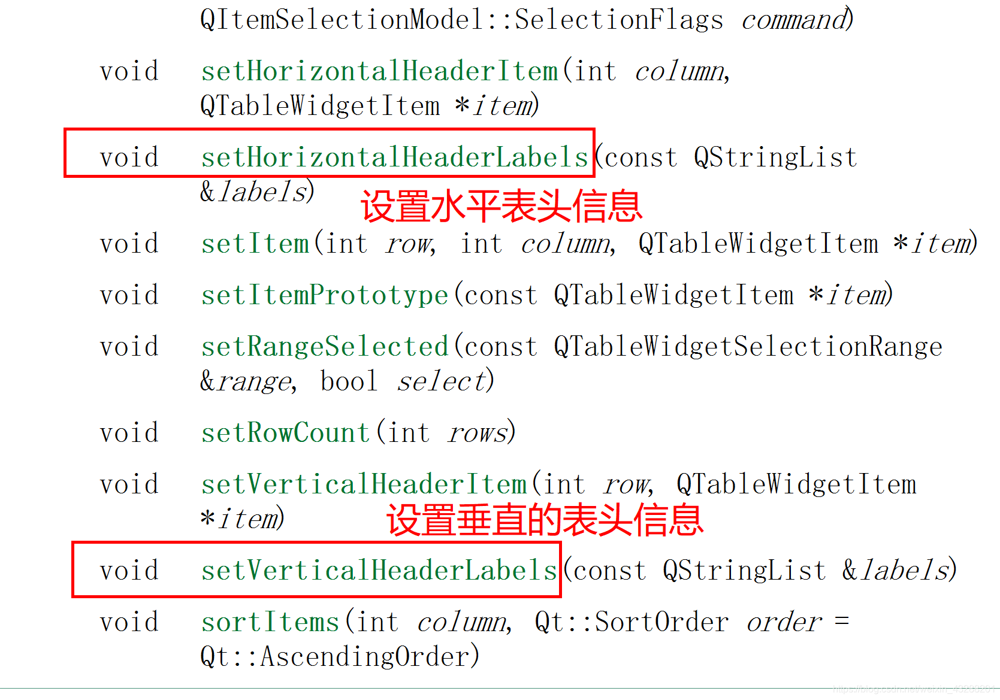 QItemSelectionModel::SelectionFlags command)
void setHorizontalHeaderItem(int column,
QTableWidgetItem *item)
void setHorizontalHeaderLabels(const QStringList
&labels)
设置水平表头信息
void setItem(int row, int column, QTableWidgetItem *item)
void setItemPrototype(const QTableWidgetItem *item)
void setRangeSelected(const QTableWidgetSelectionRange
&range, bool select)
void setRowCount(int rows)
void setVerticalHeaderItem(int row, QTableWidgetItem
*item)
设置垂直的表头信息
void setVerticalHeaderLabels(const QStringList &labels)
void sortItems(int column, Qt::SortOrder order =
Qt::AscendingOrder)
https://blog.csdn.net/weixin_43288201